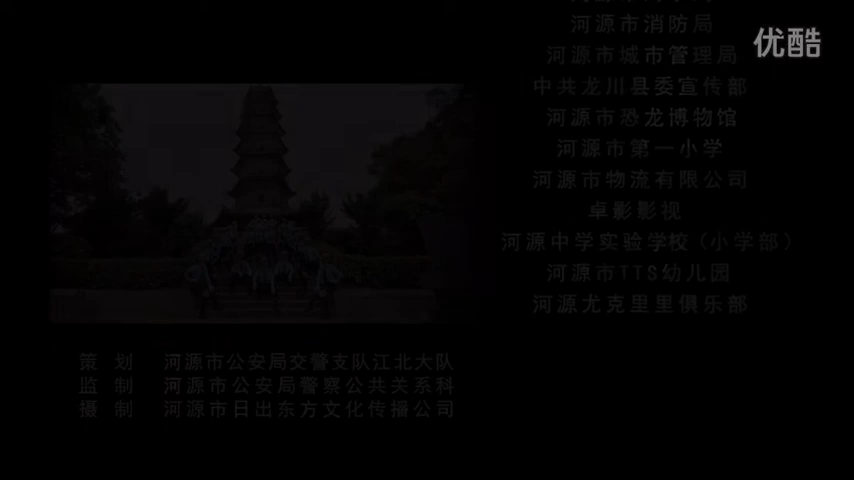 优酷
河源市消防局
河源市城市管理局
中共龙川县委宣传部
河源市恐龙博物馆
河源市第一小学
河源市物流有限公司
卓影影视
河源中学实验学校（小学部）
河源市TTS幼儿园
河源尤克里里俱乐部
策 划 河源市公安局交警支队江北大队
监 制 河源市公安局警察公共关系科
摄 制 河源市日出东方文化传播公司